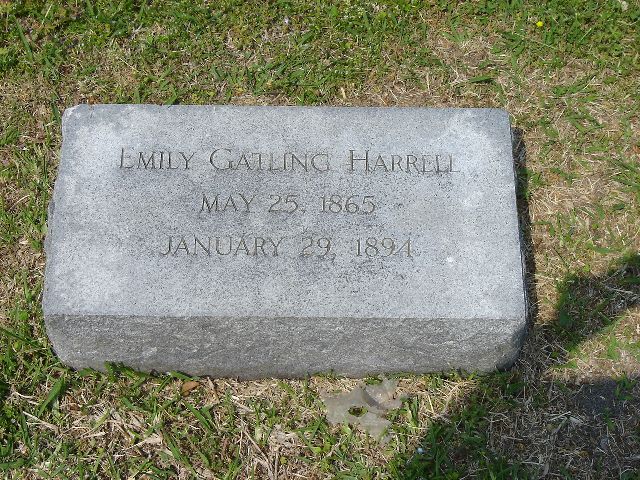 Emily Gatling Harrell
May 25, 1865
January 29, 1894